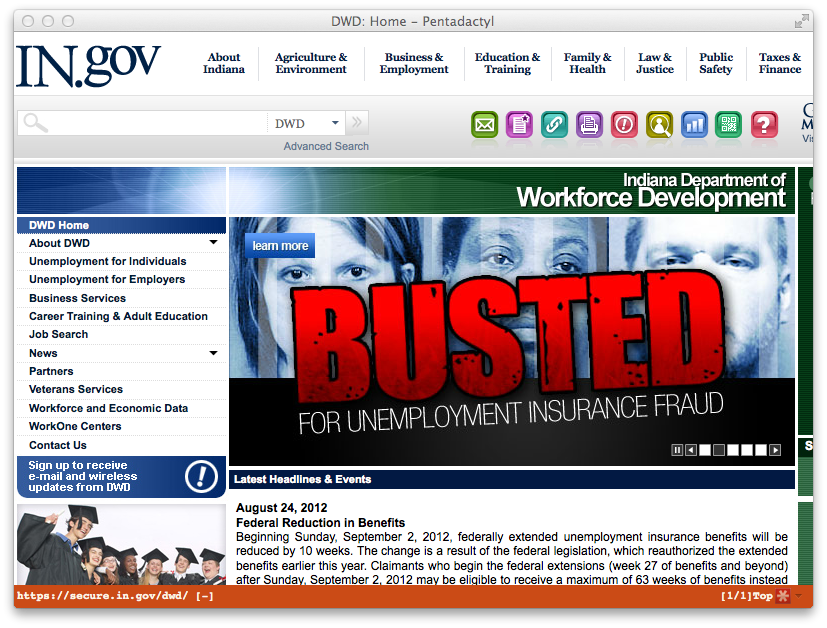 DWD: Home – Pentadactyl
IN.gov
About Indiana
Agriculture & Environment
Business & Employment
Education & Training
Family & Health
Law & Justice
Public Safety
Taxes & Finance
DWD
Advanced Search
Indiana Department of
Workforce Development
DWD Home
About DWD
Unemployment for Individuals
Unemployment for Employers
Business Services
Career Training & Adult Education
Job Search
News
Partners
Veterans Services
Workforce and Economic Data
WorkOne Centers
Contact Us
Sign up to receive
e-mail and wireless
updates from DWD
learn more
BUSTED
FOR UNEMPLOYMENT INSURANCE FRAUD
Latest Headlines & Events
August 24, 2012
Federal Reduction in Benefits
Beginning Sunday, September 2, 2012, federally extended unemployment insurance benefits will be
reduced by 10 weeks. The change is a result of the federal legislation, which reauthorized the extended
benefits earlier this year. Claimants who begin the federal extensions (week 27 of benefits and beyond)
after Sunday, September 2, 2012 may be eligible to receive a maximum of 63 weeks of benefits instead
https://secure.in.gov/dwd/ [-]
[1/1]Top